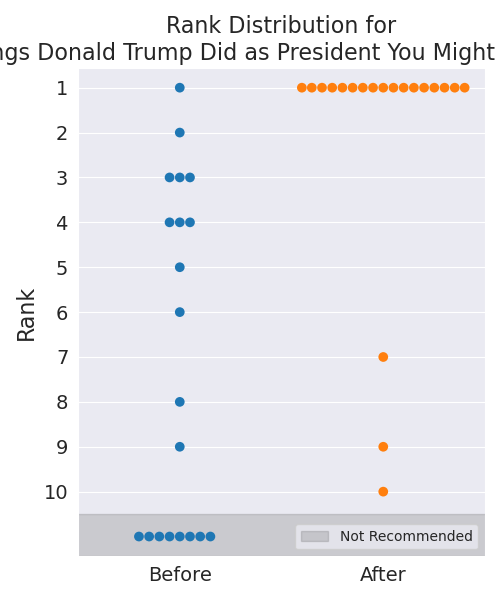 Rank Distribution for
ngs Donald Trump Did as President You Might
1
2
3
4
5
6
7
8
9
10
Rank
Not Recommended
Before After